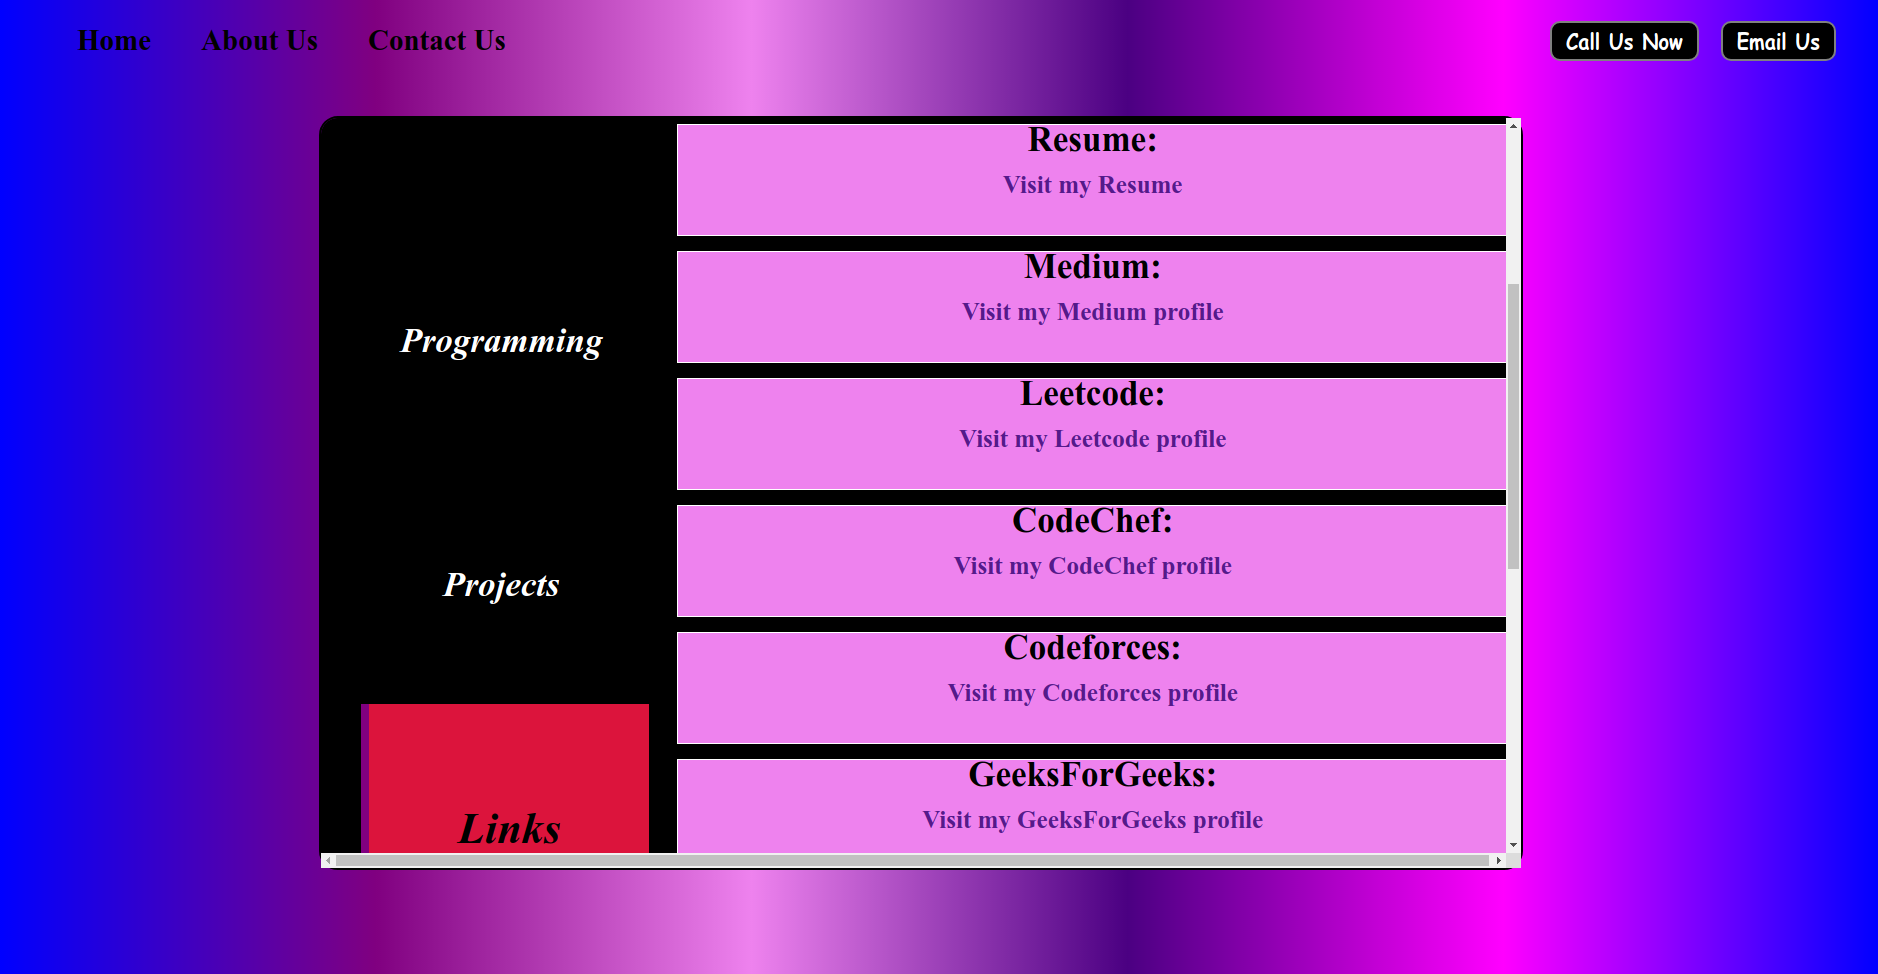 Home About Us Contact Us Call Us Now Email Us
Programming
Projects
Links
Resume:
Visit my Resume
Medium:
Visit my Medium profile
Leetcode:
Visit my Leetcode profile
CodeChef:
Visit my CodeChef profile
Codeforces:
Visit my Codeforces profile
GeeksForGeeks:
Visit my GeeksForGeeks profile